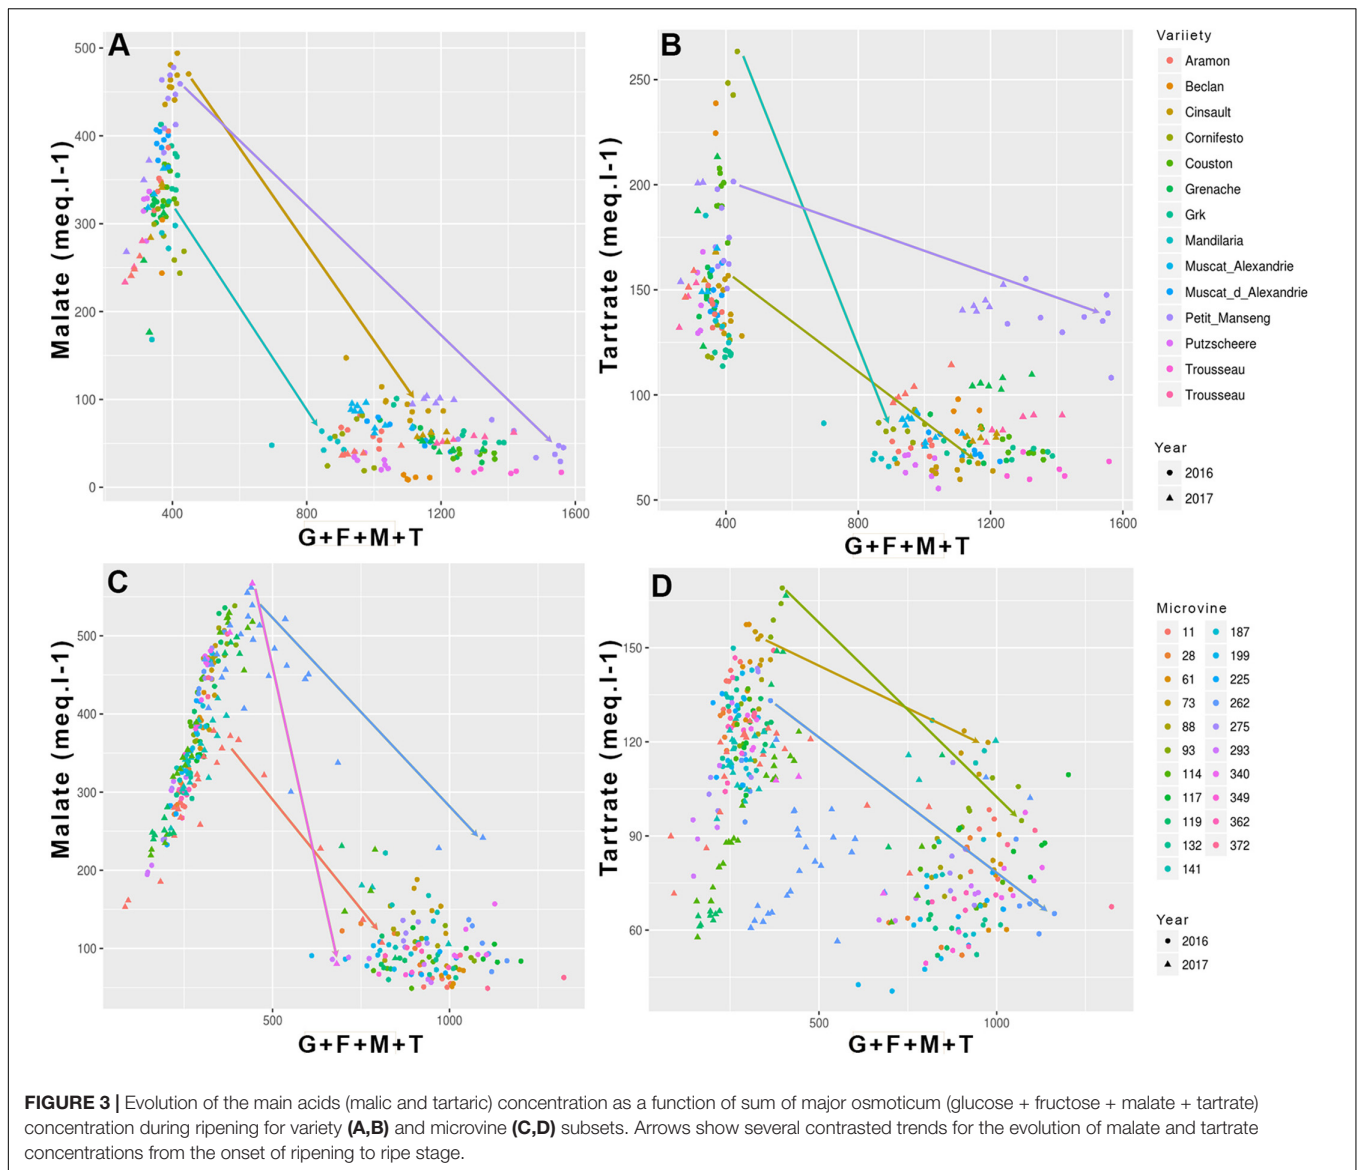 A
Malate (meq.l-1)
500
400
300
200
100
0
400
800
1200
1600
G+F+M+T
B
Tartrate (meq.l-1)
250
200
150
100
50
400
800
1200
1600
G+F+M+T
Variiety
Aramon
Beclan
Cinsault
Cornifesto
Couston
Grenache
Grk
Mandilaria
Muscat_Alexandrie
Muscat_d_Alexandrie
Petit_Manseng
Putzscheere
Trousseau
Trousseau
Year
2016
2017
C
Malate (meq.l-1)
500
400
300
200
100
500
1000
G+F+M+T
D
Tartrate (meq.l-1)
150
120
90
60
500
1000
G+F+M+T
Microvine
11 187
28 199
61 225
73 262
88 275
93 293
114 340
117 349
119 362
132 372
141
Year
2016
2017
FIGURE 3 | Evolution of the main acids (malic and tartaric) concentration as a function of sum of major osmoticum (glucose + fructose + malate + tartrate)
concentration during ripening for variety (A,B) and microvine (C,D) subsets. Arrows show several contrasted trends for the evolution of malate and tartrate
concentrations from the onset of ripening to ripe stage.